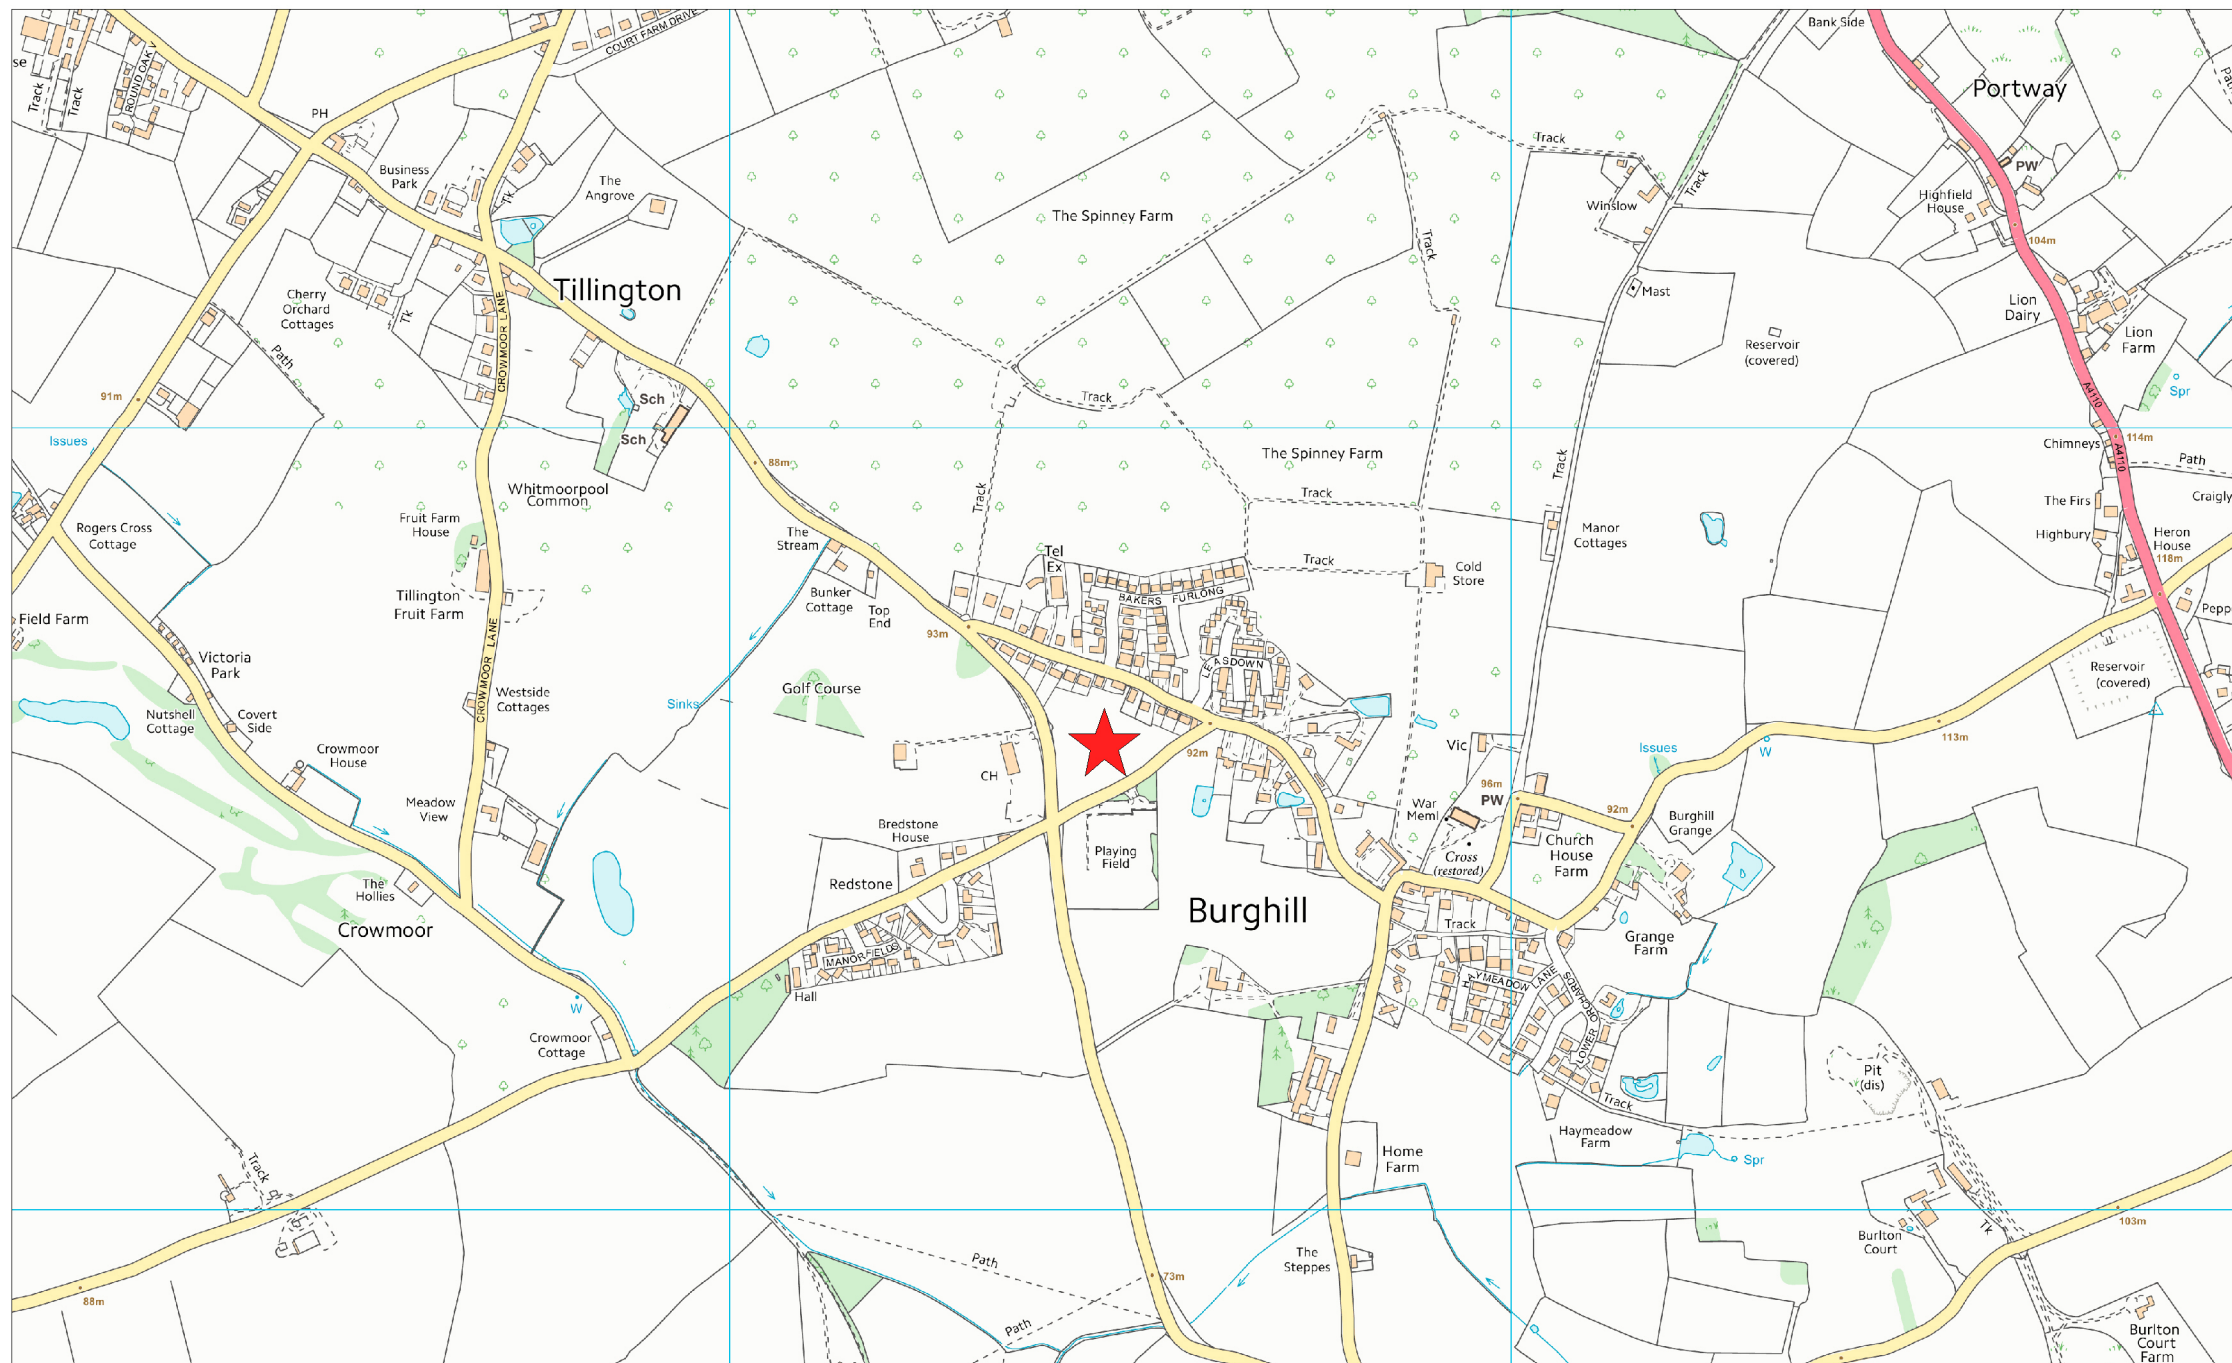 Bank Side
COURT FARM DRIVE
se
ROUND OAK
Track
Track
PH
Portway
Business
Park
Tk
The
Angrove
Track
PW
Track
Winslow
Highfield
House
The Spinney Farm
104m
Track
Tillington
Mast
Cherry
Orchard
Cottages
Tk
CROWMOOR LANE
Lion
Dairy
Lion
Farm
Reservoir
(covered)
Path
91m
Sch
Track
A4110
Spr
Issues
Sch
114m
Chimneys
A4110
Path
88m
The Spinney Farm
Track
Whitmoorpool
Common
Track
Track
The Firs
Craigly
Rogers Cross
Cottage
Fruit Farm
House
The
Stream
Manor
Cottages
Highbury
Heron
House
118m
Tel
Ex
Track
Cold
Store
Bunker
Cottage
Top
End
BAKERS FURLONG
Tillington
Fruit Farm
Field Farm
93m
Pepp
CROWMOOR LANE
Victoria
Park
LEASDOWN
Reservoir
(covered)
Golf Course
Westside
Cottages
Sinks
Nutshell
Cottage
Covert
Side
113m
Crowmoor
House
92m
Vic
Issues
W
CH
96m
PW
War
Meml
92m
Meadow
View
Bredstone
House
Burghill
Grange
Playing
Field
Cross
(restored)
Church
House
Farm
The
Hollies
Redstone
Burghill
Crowmoor
Track
Grange
Farm
MANORFIELDS
Hall
HAYMEADOW LANE
LOWER ORCHARDS
W
Crowmoor
Cottage
Pit
(dis)
Track
Haymeadow
Farm
Home
Farm
Spr
Track
Tk
103m
Burlton
Court
Path
The
Steppes
73m
88m
Path
Burlton
Court
Farm